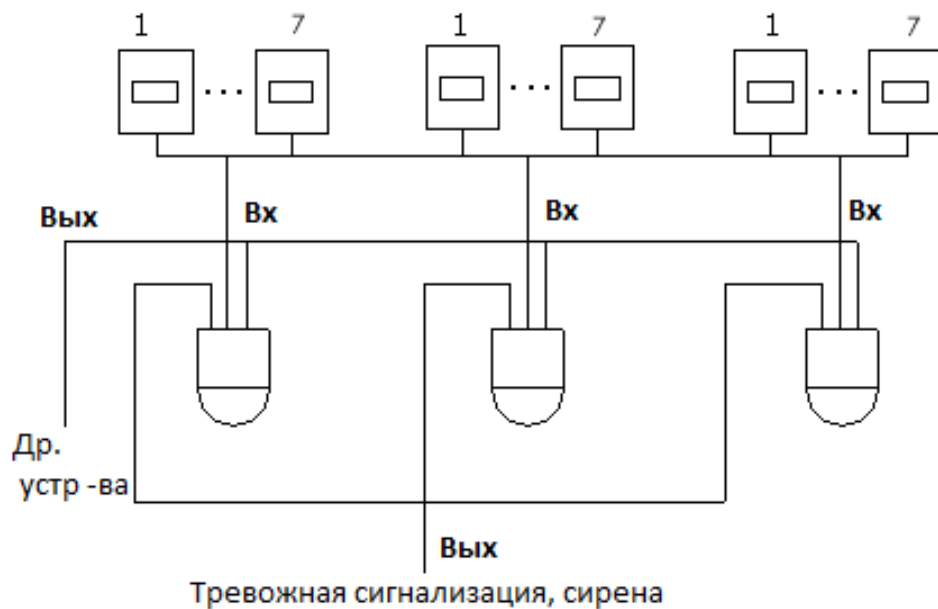 1 7 1 7 1 7
Вых Вх Вх Вх
Др.
устр -ва
Вых
Тревожная сигнализация, сирена